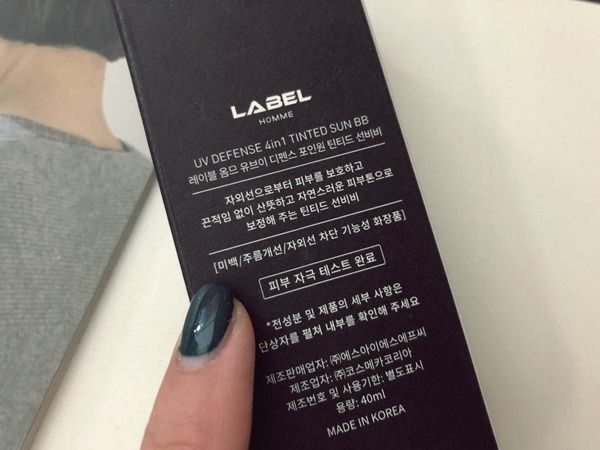 LABEL
HOMME
UV DEFENSE 4in1 TINTED SUN BB
레이블 옴므 유브이 디펜스 포인원 틴티드 선비비
자외선으로부터 피부를 보호하고
끈적임 없이 산뜻하고 자연스러운 피부톤으로
보정해 주는 틴티드 선비비
[미백/주름개선/자외선 차단 기능성 화장품]
피부 자극 테스트 완료
*전성분 및 제품의 세부 사항은
단상자를 펼쳐 내부를 확인해 주세요
제조판매업자: ㈜에스아이에스에프씨
제조업자: ㈜코스메카코리아
제조번호 및 사용기한: 별도표시
용량: 40ml
MADE IN KOREA